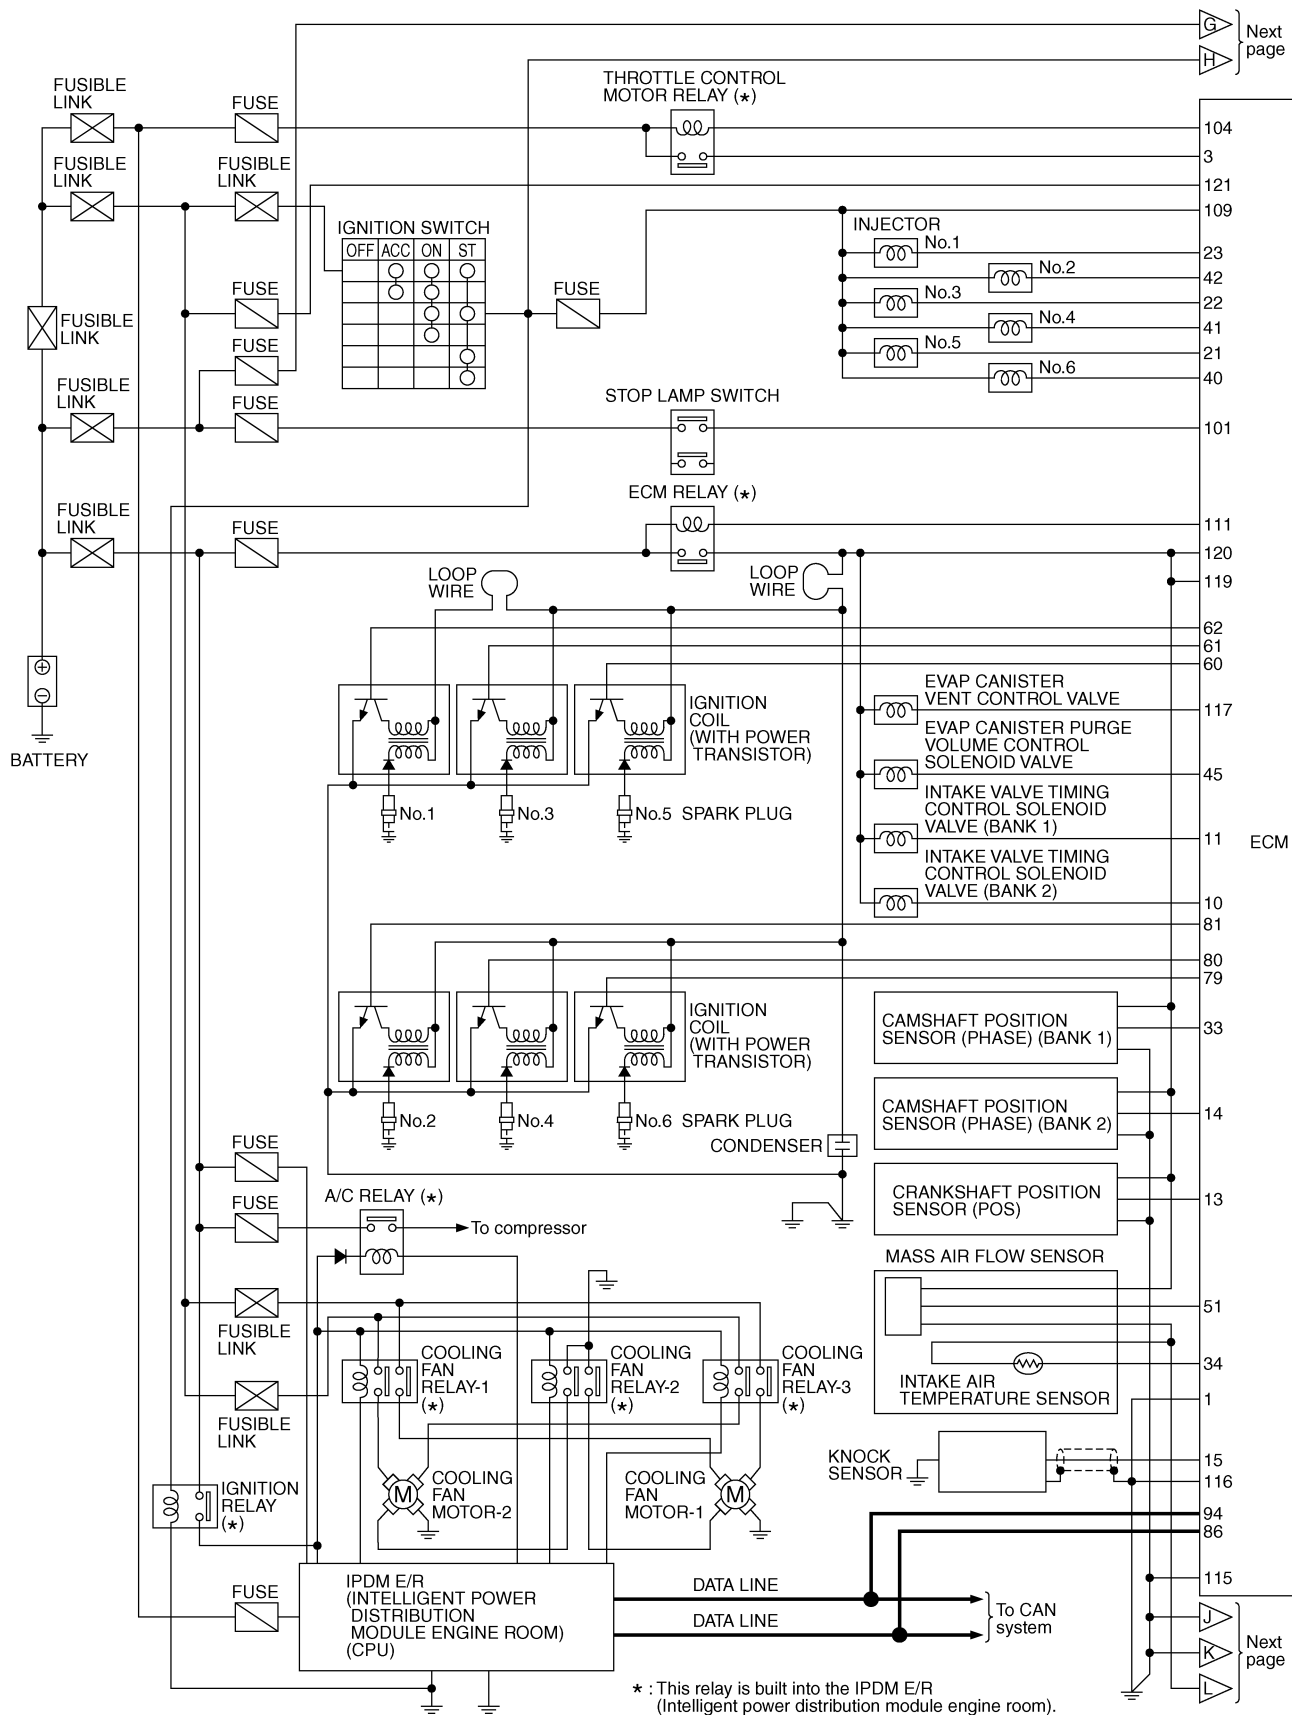 G
Next
page
H
THROTTLE CONTROL
MOTOR RELAY (*)
FUSIBLE
LINK
FUSE
104
3
FUSIBLE
LINK
FUSIBLE
LINK
121
109
IGNITION SWITCH
OFF ACC ON ST
INJECTOR
No.1
23
No.2
42
FUSE
FUSE
No.3
22
FUSIBLE
LINK
No.4
41
FUSE
No.5
21
No.6
40
FUSIBLE
LINK
FUSE
STOP LAMP SWITCH
101
ECM RELAY (*)
FUSIBLE
LINK
FUSE
111
120
LOOP
WIRE
LOOP
WIRE
119
62
61
60
BATTERY
IGNITION
COIL
(WITH POWER
TRANSISTOR)
EVAP CANISTER
VENT CONTROL VALVE
117
EVAP CANISTER PURGE
VOLUME CONTROL
SOLENOID VALVE
45
No.1
No.3
No.5 SPARK PLUG
INTAKE VALVE TIMING
CONTROL SOLENOID
VALVE (BANK 1)
11
ECM
INTAKE VALVE TIMING
CONTROL SOLENOID
VALVE (BANK 2)
10
81
80
79
IGNITION
COIL
(WITH POWER
TRANSISTOR)
CAMSHAFT POSITION
SENSOR (PHASE) (BANK 1)
33
No.2
No.4
No.6 SPARK PLUG
CAMSHAFT POSITION
SENSOR (PHASE) (BANK 2)
14
CONDENSER
FUSE
CRANKSHAFT POSITION
SENSOR (POS)
13
FUSE
A/C RELAY (*)
To compressor
MASS AIR FLOW SENSOR
51
FUSIBLE
LINK
COOLING
FAN
RELAY-1
(*)
COOLING
FAN
RELAY-2
(*)
COOLING
FAN
RELAY-3
(*)
34
INTAKE AIR
TEMPERATURE SENSOR
1
FUSIBLE
LINK
KNOCK
SENSOR
15
116
IGNITION
RELAY
(*)
M
COOLING
FAN
MOTOR-2
COOLING
FAN
MOTOR-1
M
94
86
FUSE
IPDM E/R
(INTELLIGENT POWER
DISTRIBUTION
MODULE ENGINE ROOM)
(CPU)
DATA LINE
DATA LINE
To CAN
system
115
J
K
L
Next
page
* : This relay is built into the IPDM E/R
(Intelligent power distribution module engine room).